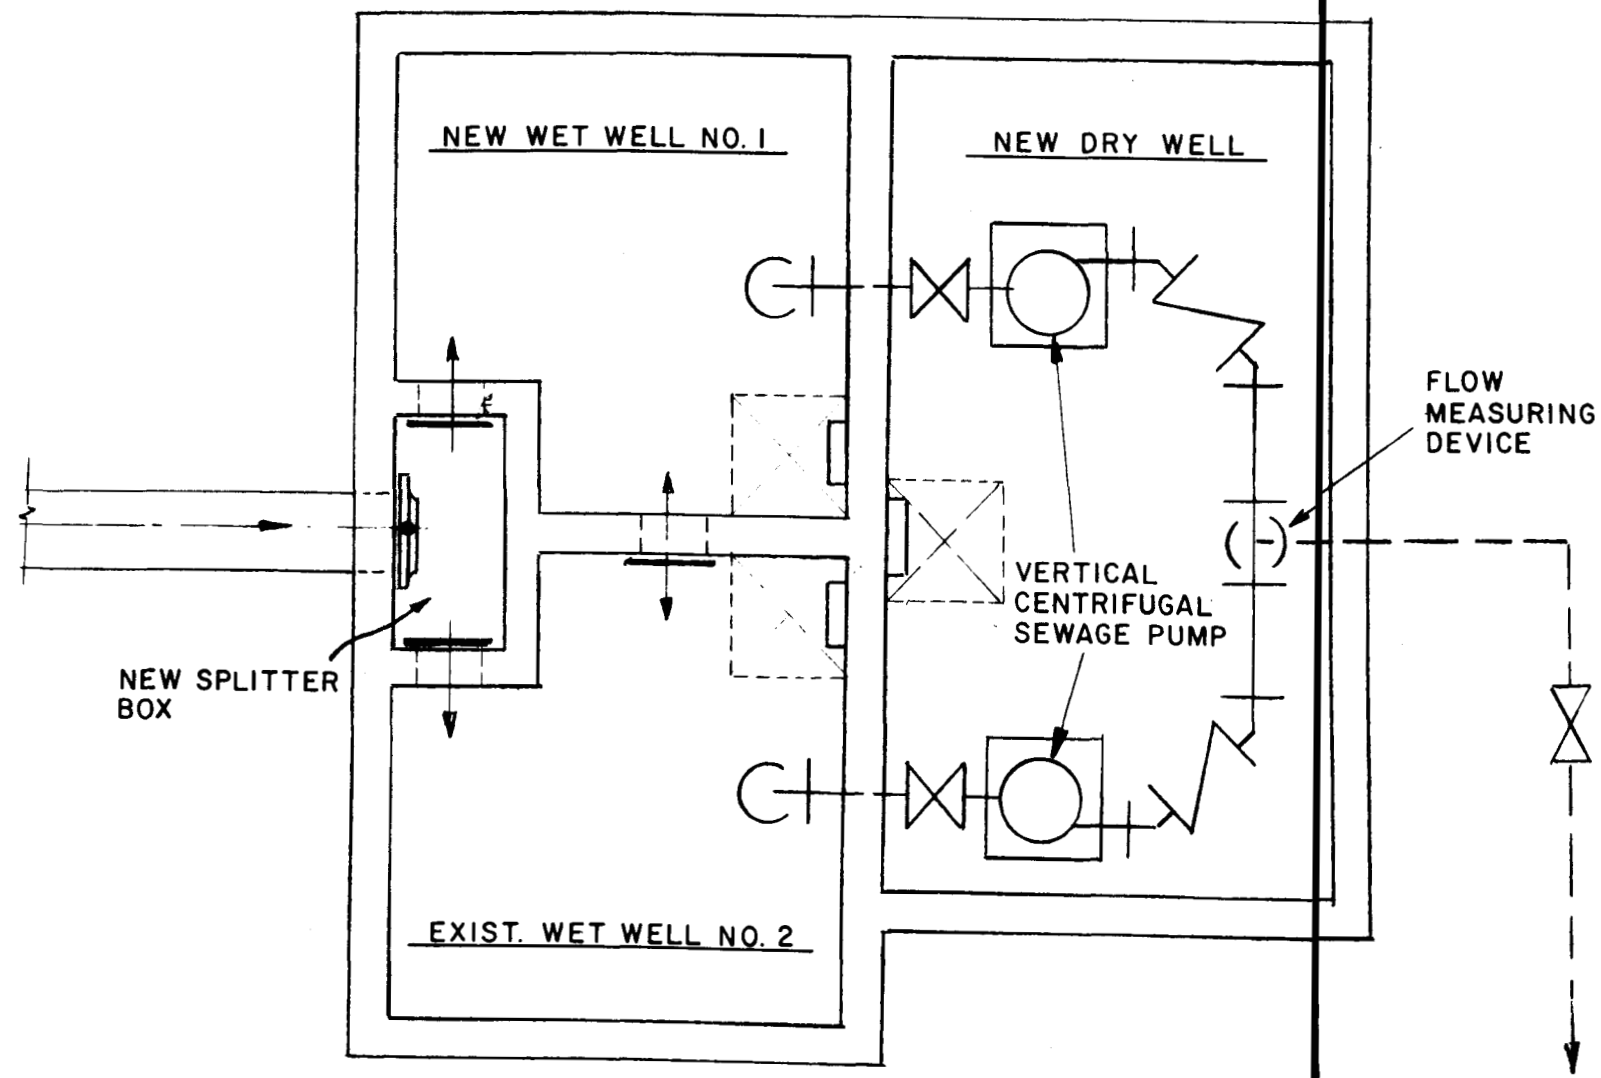 NEW WET WELL NO. 1
NEW DRY WELL
FLOW
MEASURING
DEVICE
VERTICAL
CENTRIFUGAL
SEWAGE PUMP
NEW SPLITTER
BOX
EXIST. WET WELL NO. 2